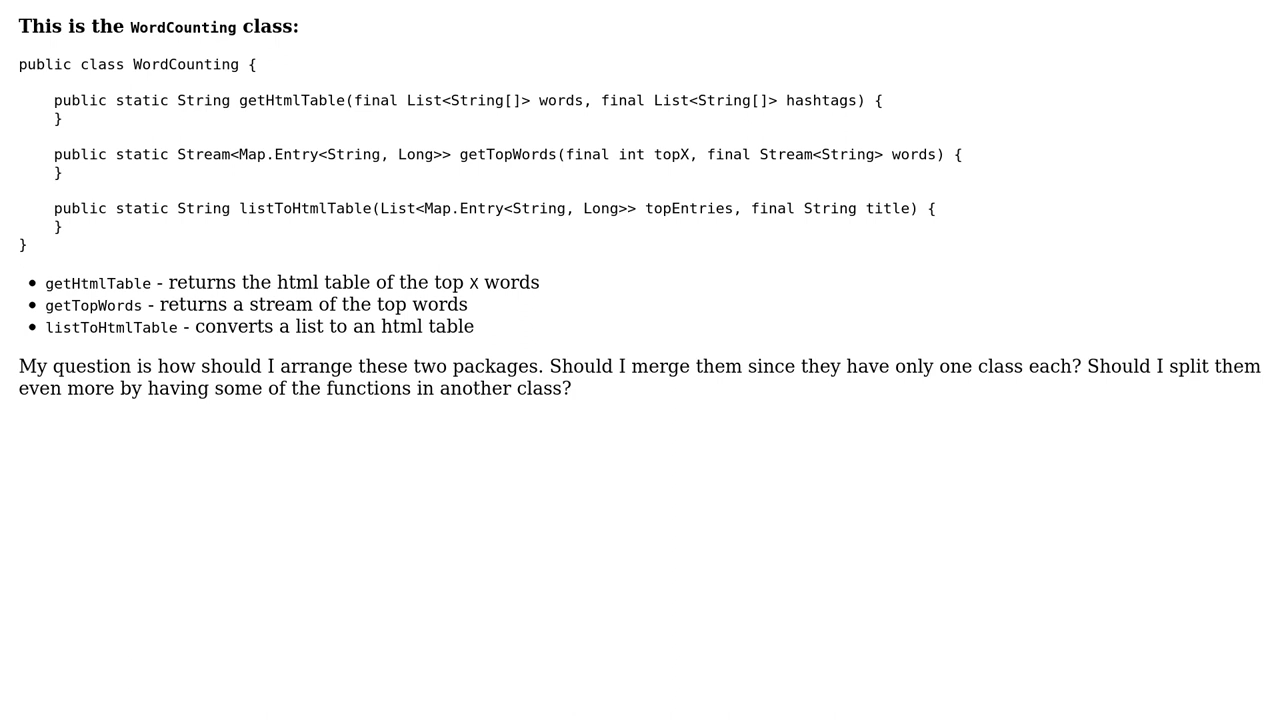 This is the WordCounting class:
public class WordCounting {
    public static String getHtmlTable(final List<String[]> words, final List<String[]> hashtags) {
    }
    public static Stream<Map.Entry<String, Long>> getTopWords(final int topX, final Stream<String> words) {
    }
    public static String listToHtmlTable(List<Map.Entry<String, Long>> topEntries, final String title) {
    }
}
• getHtmlTable - returns the html table of the top X words
• getTopWords - returns a stream of the top words
• listToHtmlTable - converts a list to an html table
My question is how should I arrange these two packages. Should I merge them since they have only one class each? Should I split them
even more by having some of the functions in another class?